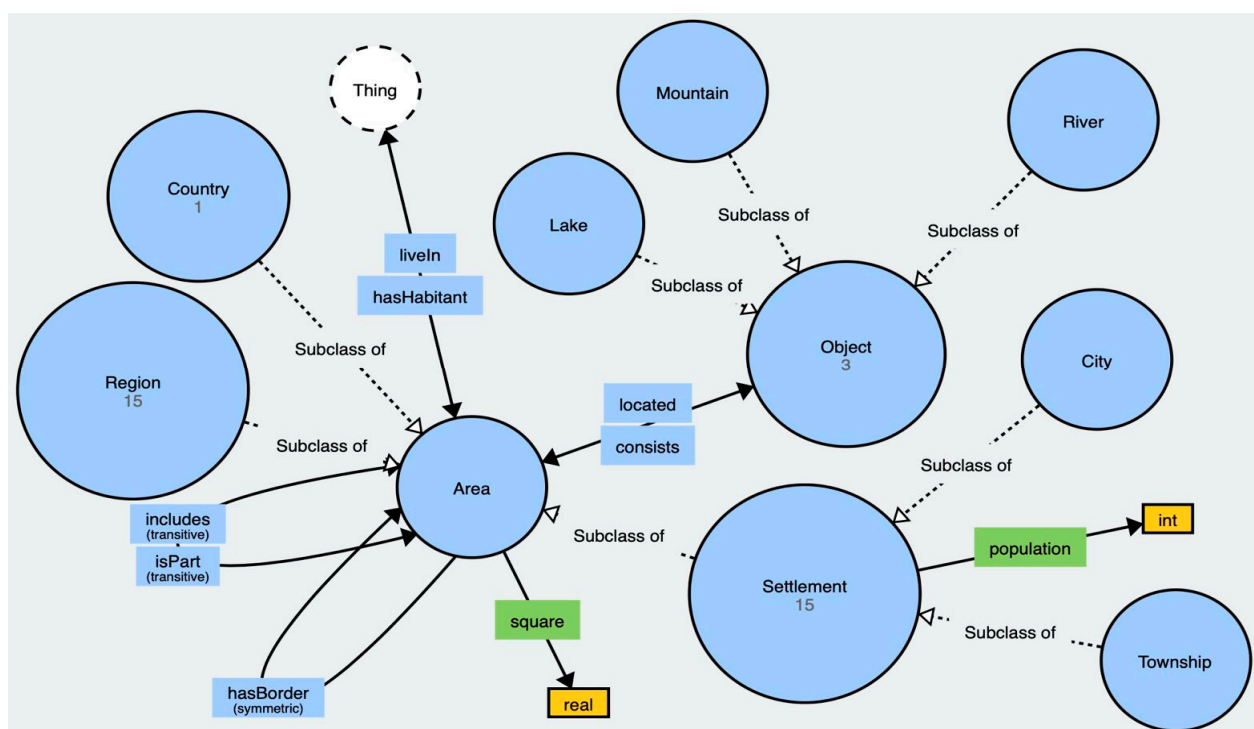 Thing
Mountain
River
Country
1
Lake
Subclass of
Subclass of
liveIn
hasHabitant
Subclass of
Object
3
City
Subclass of
Region
15
located
consists
Subclass of
Area
Subclass of
includes
(transitive)
isPart
(transitive)
Subclass of
int
population
Settlement
15
square
Subclass of
Township
hasBorder
(symmetric)
real